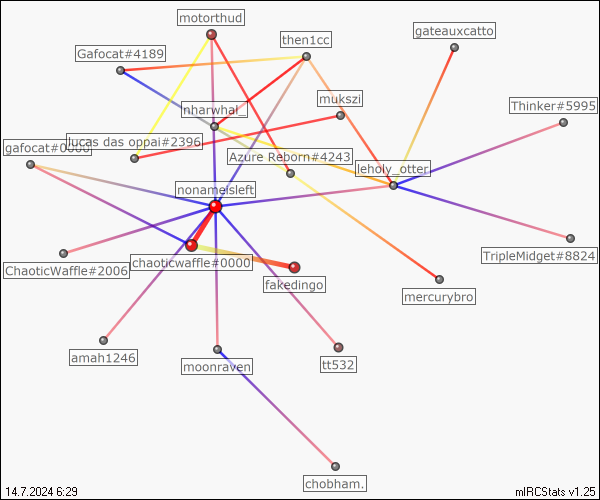 motorthud
then1cc
gateauxcatto
Gafocat#4189
mukszi
nharwhal_
Thinker#5995
lucas das oppai#2396
gafocat#0000
Azure Reborn#4243
leholy_otter
nonameisleft
chaoticwaffle#0000
ChaoticWaffle#2006
TripleMidget#8824
fakedingo
mercurybro
amah1246
moonraven
tt532
chobham.
14.7.2024 6:29
mIRCStats v1.25